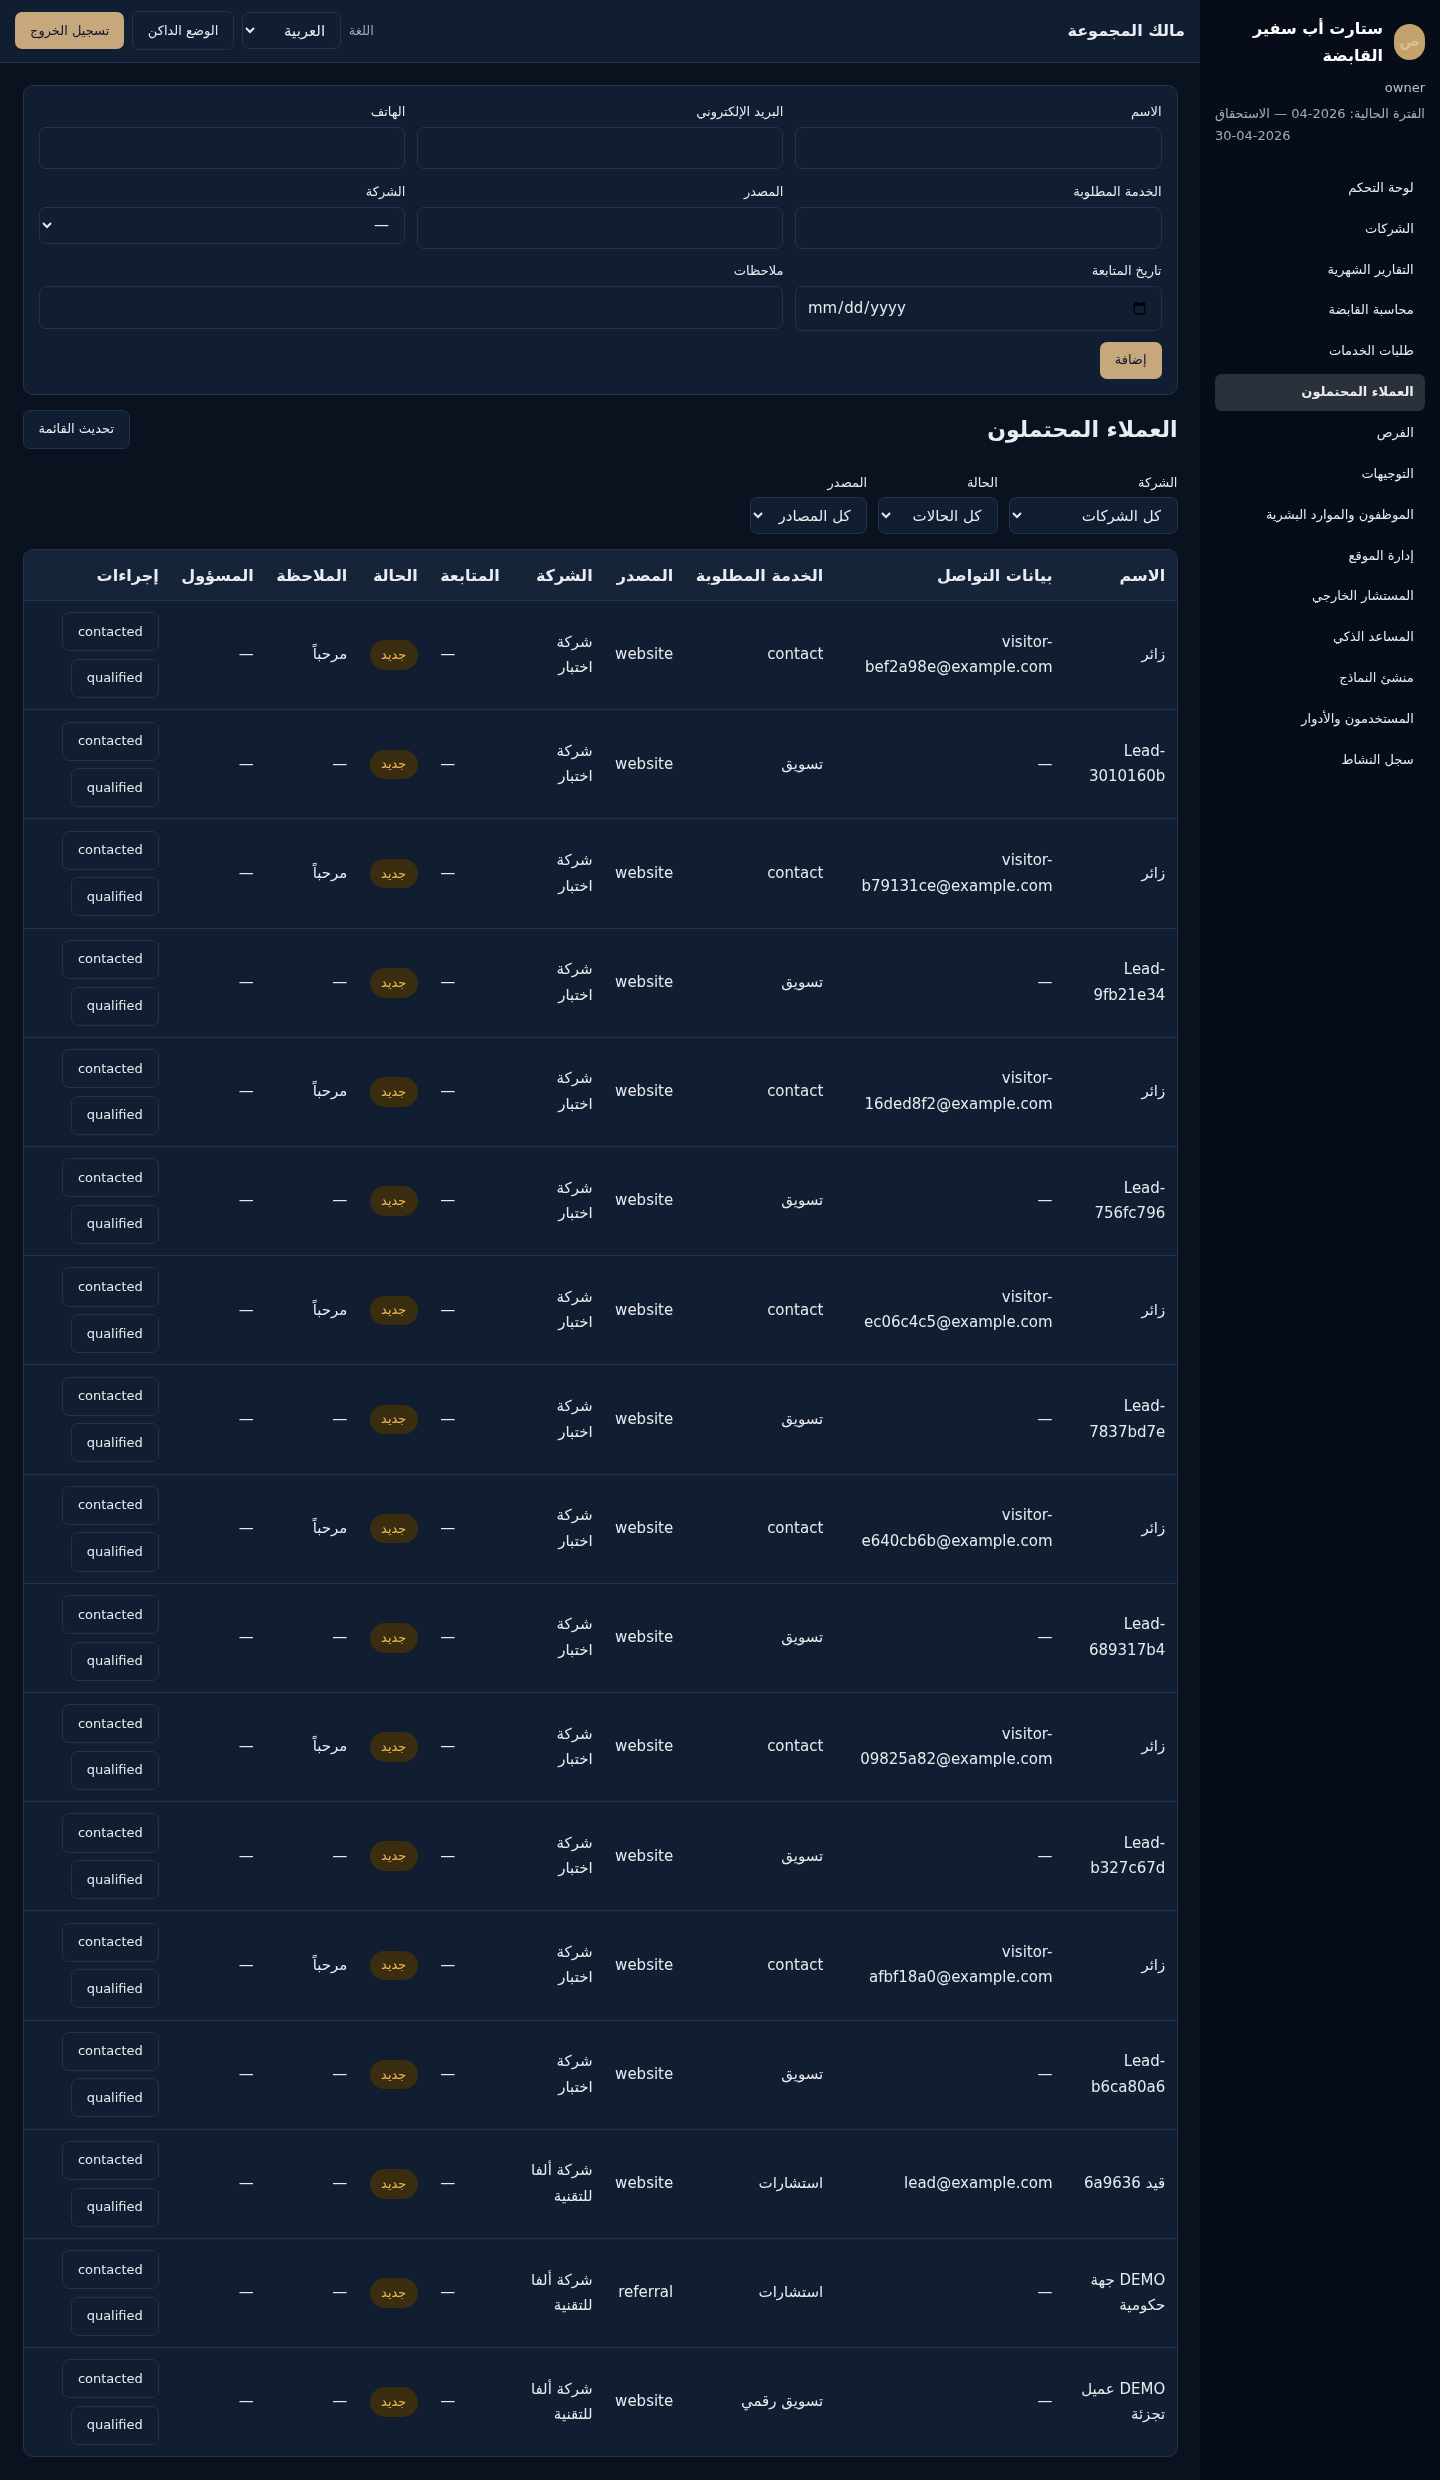 ص
ستارت أب سفير
القابضة
owner
الفترة الحالية: 2026-04 — الاستحقاق
30-04-2026
لوحة التحكم
الشركات
التقارير الشهرية
محاسبة القابضة
طلبات الخدمات
العملاء المحتملون
الفرص
التوجيهات
الموظفون والموارد البشرية
إدارة الموقع
المستشار الخارجي
المساعد الذكي
منشئ النماذج
المستخدمون والأدوار
سجل النشاط
مالك المجموعة
اللغة العربية الوضع الداكن تسجيل الخروج
الاسم البريد الإلكتروني الهاتف
الخدمة المطلوبة المصدر الشركة
—
تاريخ المتابعة ملاحظات
mm/dd/yyyy
إضافة
العملاء المحتملون تحديث القائمة
الشركة الحالة المصدر
كل الشركات كل الحالات كل المصادر
الاسم بيانات التواصل الخدمة المطلوبة المصدر الشركة المتابعة الحالة الملاحظة المسؤول إجراءات
زائر visitor-bef2a98e@example.com contact website شركة اختبار — جديد مرحباً — contacted qualified
Lead-3010160b — تسويق website شركة اختبار — جديد — — contacted qualified
زائر visitor-b79131ce@example.com contact website شركة اختبار — جديد مرحباً — contacted qualified
Lead-9fb21e34 — تسويق website شركة اختبار — جديد — — contacted qualified
زائر visitor-16ded8f2@example.com contact website شركة اختبار — جديد مرحباً — contacted qualified
Lead-756fc796 — تسويق website شركة اختبار — جديد — — contacted qualified
زائر visitor-ec06c4c5@example.com contact website شركة اختبار — جديد مرحباً — contacted qualified
Lead-7837bd7e — تسويق website شركة اختبار — جديد — — contacted qualified
زائر visitor-e640cb6b@example.com contact website شركة اختبار — جديد مرحباً — contacted qualified
Lead-689317b4 — تسويق website شركة اختبار — جديد — — contacted qualified
زائر visitor-09825a82@example.com contact website شركة اختبار — جديد مرحباً — contacted qualified
Lead-b327c67d — تسويق website شركة اختبار — جديد — — contacted qualified
زائر visitor-afbf18a0@example.com contact website شركة اختبار — جديد مرحباً — contacted qualified
Lead-b6ca80a6 — تسويق website شركة اختبار — جديد — — contacted qualified
قيد 6a9636 lead@example.com استشارات website شركة ألفا للتقنية — جديد — — contacted qualified
DEMO جهة حكومية — استشارات referral شركة ألفا للتقنية — جديد — — contacted qualified
DEMO عميل تجزئة — تسويق رقمي website شركة ألفا للتقنية — جديد — — contacted qualified